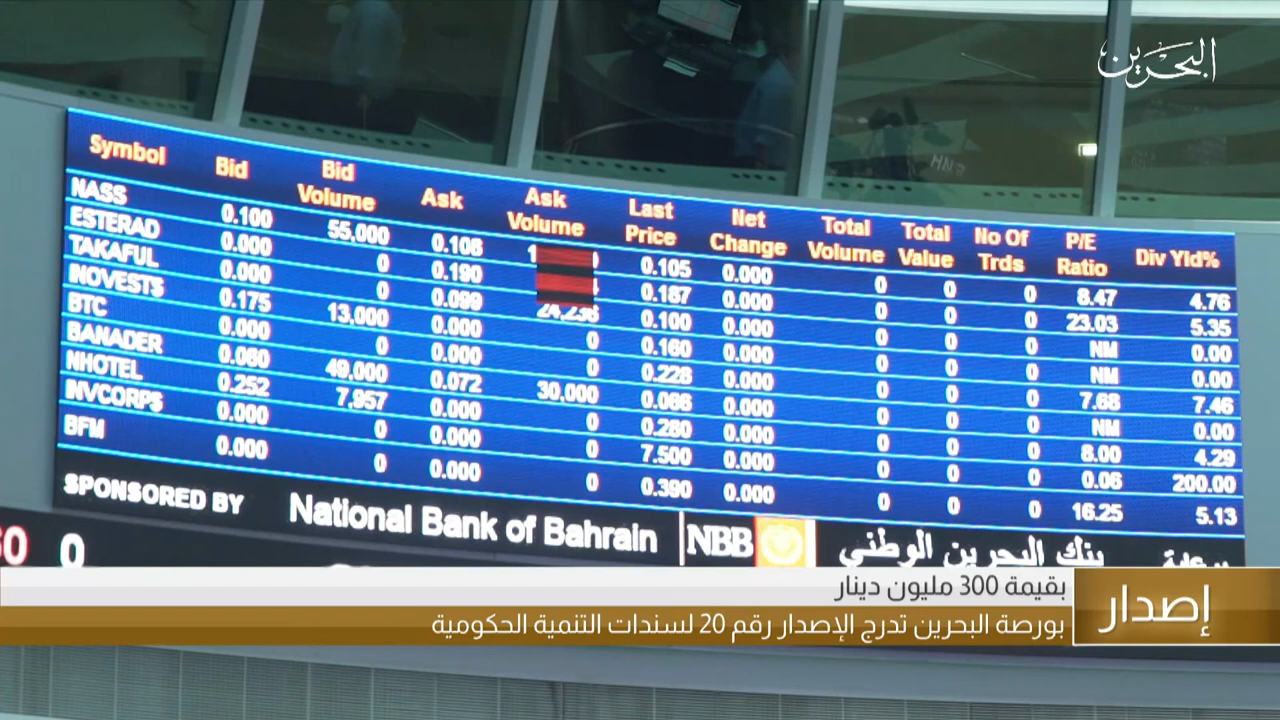 البحرين
Symbol Bid Bid Volume Ask Ask Volume Last Price Net Change Total Volume Total Value No Of Trds P/E Ratio Div Yld%
NASS 0.100 55,000 0.106 0.105 0.000 0 0 0 8.47 4.76
ESTERAD 0.000 0 0.190 0.187 0.000 0 0 0 23.03 5.35
TAKAFUL 0.000 0 0.099 0.100 0.000 0 0 0 NM 0.00
INOVEST$ 0.175 13,000 0.000 0 0.160 0.000 0 0 0 NM 0.00
BTC 0.000 0 0.000 0 0.228 0.000 0 0 0 7.68 7.46
BANADER 0.060 49,000 0.072 30,000 0.066 0.000 0 0 0 NM 0.00
NHOTEL 0.252 7,957 0.000 0 0.260 0.000 0 0 0 8.00 4.29
INVCORP$ 0.000 0 0.000 0 7.500 0.000 0 0 0 0.06 200.00
BFM 0.000 0 0.000 0 0.390 0.000 0 0 0 16.25 5.13
SPONSORED BY National Bank of Bahrain NBB بنك البحرين الوطني برعاية
0
إصدار
بقيمة 300 مليون دينار
بورصة البحرين تدرج الإصدار رقم 20 لسندات التنمية الحكومية